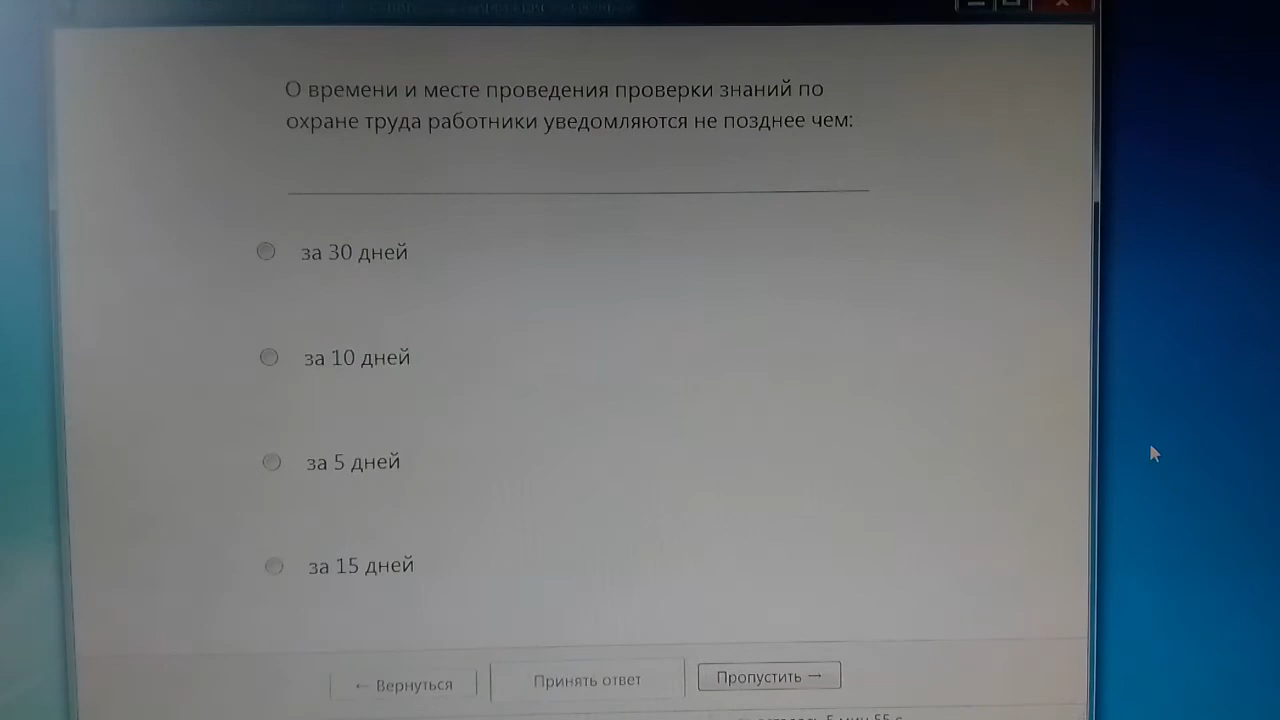 О времени и месте проведения проверки знаний по
охране труда работники уведомляются не позднее чем:
за 30 дней
за 10 дней
за 5 дней
за 15 дней
← Вернуться
Принять ответ
Пропустить →